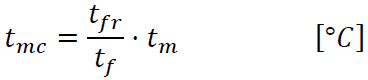 t_mc = t_fr / t_f · t_m [°C]